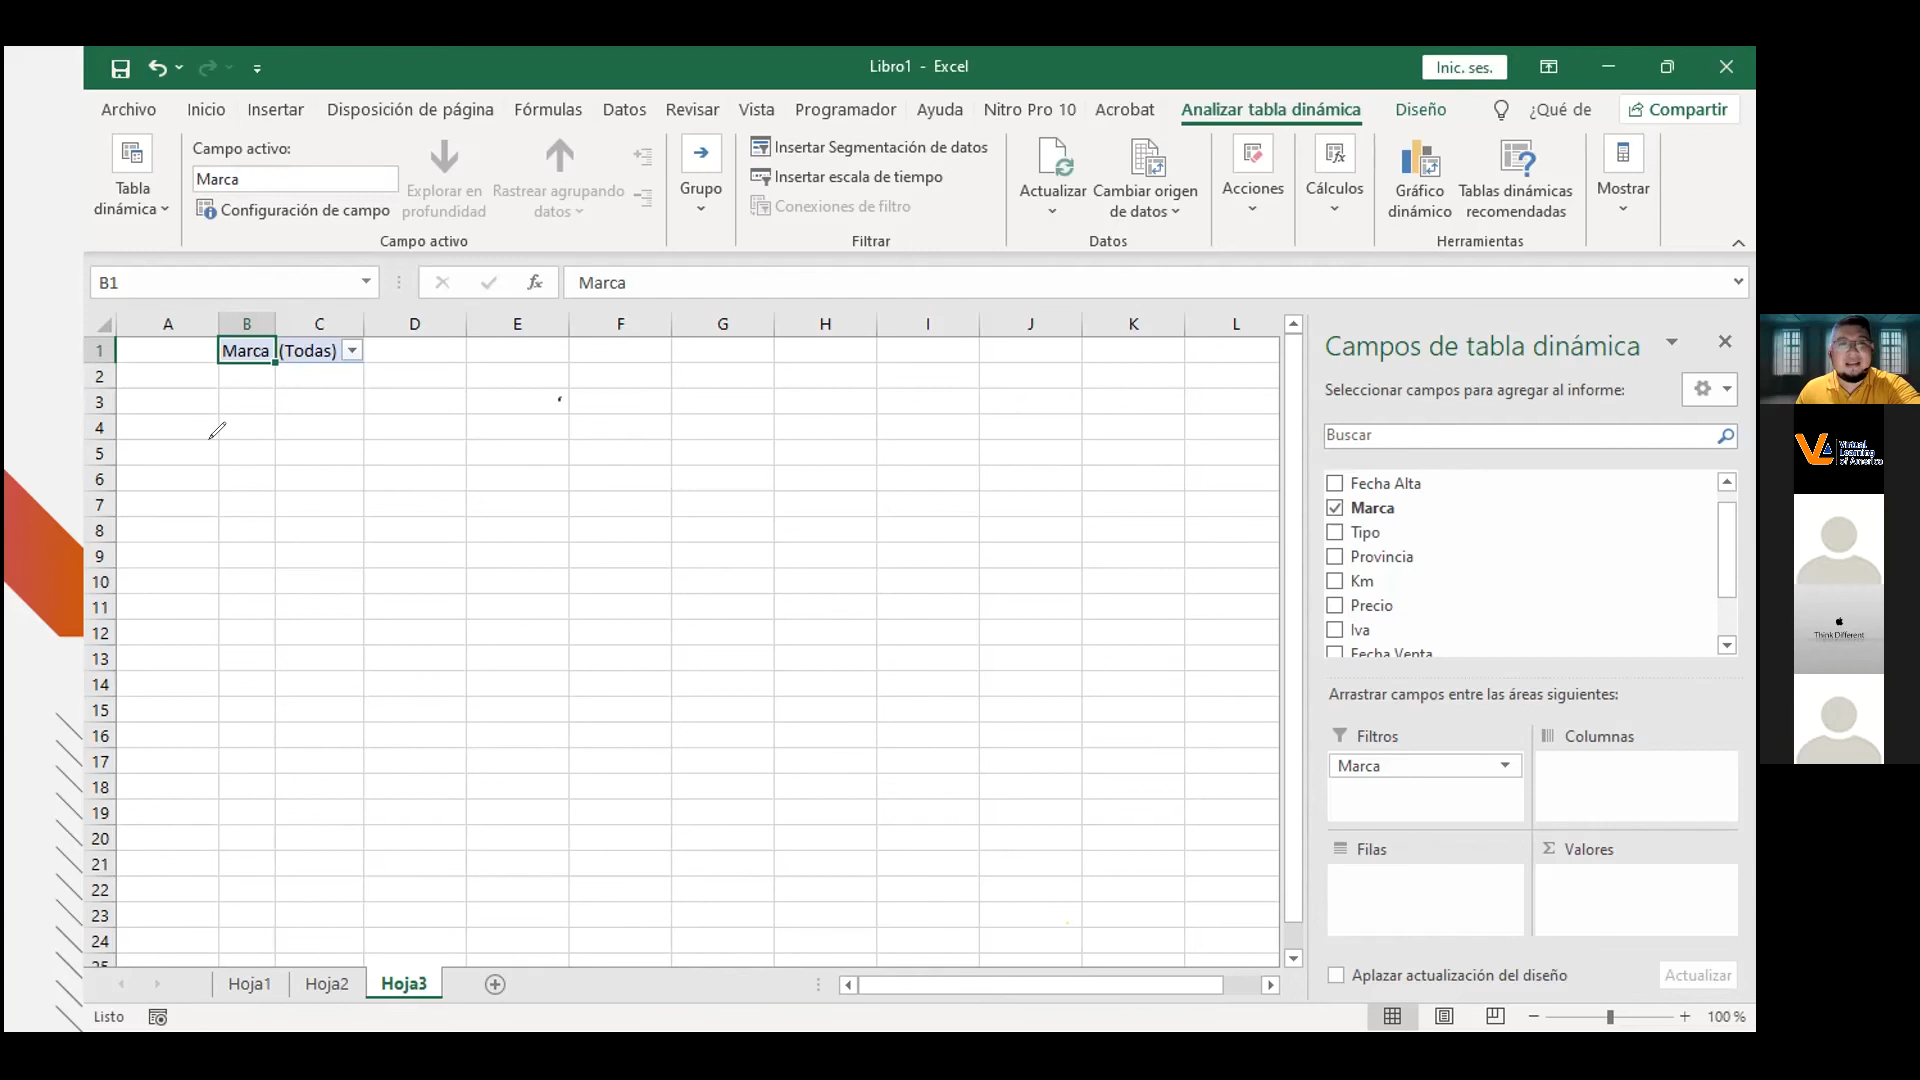 Libro1 - Excel
Inic. ses.
Archivo Inicio Insertar Disposición de página Fórmulas Datos Revisar Vista Programador Ayuda Nitro Pro 10 Acrobat Analizar tabla dinámica Diseño ¿Qué de Compartir
Tabla
dinámica
Campo activo:
Marca
Configuración de campo
Explorar en
profundidad
Rastrear agrupando
datos
Campo activo
Grupo
Insertar Segmentación de datos
Insertar escala de tiempo
Conexiones de filtro
Filtrar
Actualizar
Cambiar origen
de datos
Datos
Acciones
Cálculos
Gráfico
dinámico
Tablas dinámicas
recomendadas
Herramientas
Mostrar
B1
fx
Marca
A B C D E F G H I J K L
1 Marca (Todas)
2
3
4
5
6
7
8
9
10
11
12
13
14
15
16
17
18
19
20
21
22
23
24
25
Campos de tabla dinámica
Seleccionar campos para agregar al informe:
Buscar
Fecha Alta
Marca
Tipo
Provincia
Km
Precio
Iva
Fecha Venta
Arrastrar campos entre las áreas siguientes:
Filtros
Marca
Columnas
Filas
Σ Valores
Aplazar actualización del diseño
Actualizar
Hoja1 Hoja2 Hoja3
Listo
100 %
Virtual
Learning
of America
Think Different